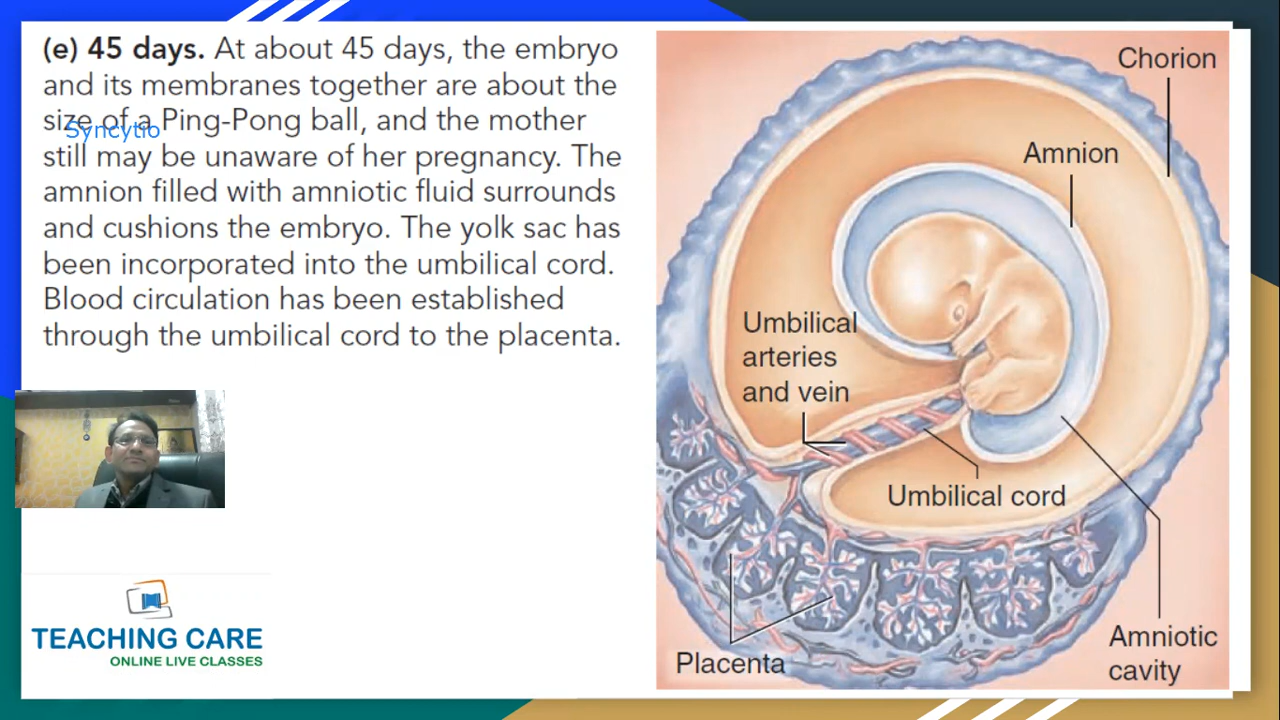 (e) 45 days. At about 45 days, the embryo
and its membranes together are about the
size of a Ping-Pong ball, and the mother
Syncytio
still may be unaware of her pregnancy. The
amnion filled with amniotic fluid surrounds
and cushions the embryo. The yolk sac has
been incorporated into the umbilical cord.
Blood circulation has been established
through the umbilical cord to the placenta.
Chorion
Amnion
Umbilical
arteries
and vein
Umbilical cord
Placenta
Amniotic
cavity
TEACHING CARE
ONLINE LIVE CLASSES